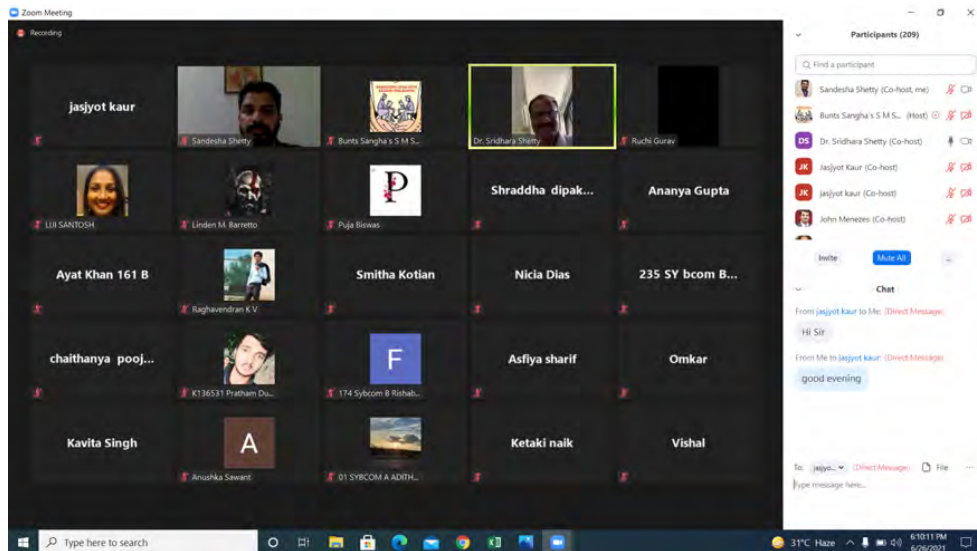 Zoom Meeting
Recording
jasjyot kaur
Sandesha Shetty
Bunts Sangha's S M S...
Dr. Sridhara Shetty
Ruchi Gurav
LIJI SANTOSH
Linden M. Barretto
P
Puja Biswas
Shraddha dipak...
Ananya Gupta
Ayat Khan 161 B
Raghavendran K V
Smitha Kotian
Nicia Dias
235 SY bcom B...
chaithanya pooj...
K136531 Pratham Du...
F
174 Sybcom B Rishab...
Asfiya sharif
Omkar
Kavita Singh
A
Anushka Sawant
01 SYBCOM A ADITH...
Ketaki naik
Vishal
Participants (209)
Find a participant
Sandesha Shetty (Co-host, me)
Bunts Sangha's S M S... (Host)
DS Dr. Sridhara Shetty (Co-host)
JK Jasjyot Kaur (Co-host)
JK jasjyot kaur (Co-host)
John Menezes (Co-host)
Invite
Mute All
...
Chat
From jasjyot kaur to Me: (Direct Message)
Hi Sir
From Me to jasjyot kaur: (Direct Message)
good evening
To: jasjyo... (Direct Message) File ...
Type message here...
Type here to search
31°C Haze
6:10:11 PM
6/26/2021